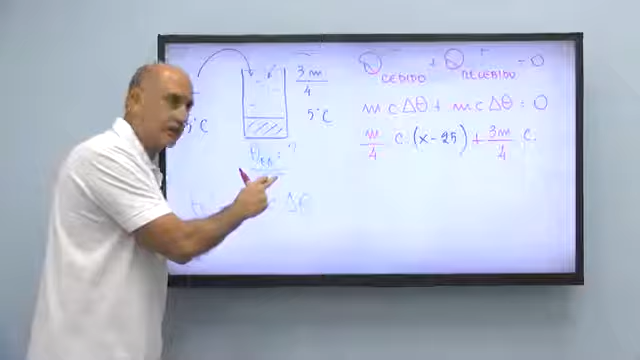 Q CEDIDO + Q RECEBIDO = 0
3m/4
5°C
5°C
m c Δθ + m c Δθ = 0
m/4 c. (x - 25) + 3m/4 c.
Δθ